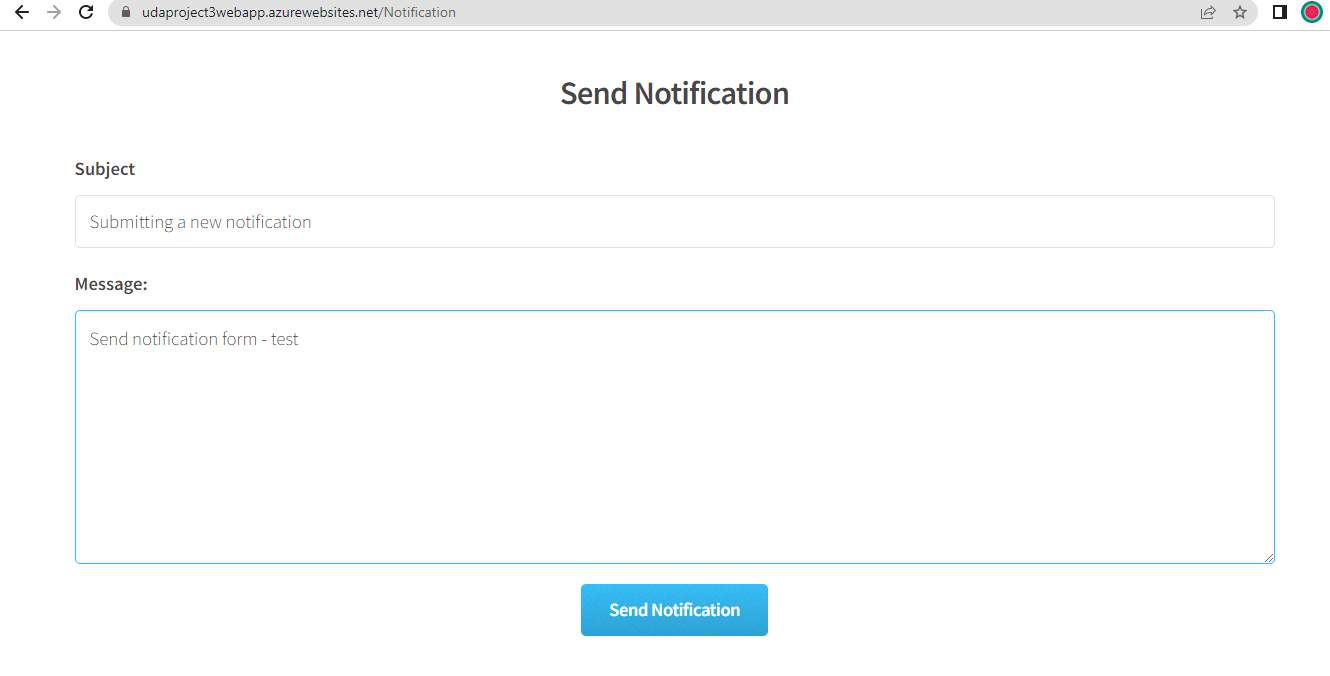 udaproject3webapp.azurewebsites.net/Notification
Send Notification
Subject
Submitting a new notification
Message:
Send notification form - test
Send Notification